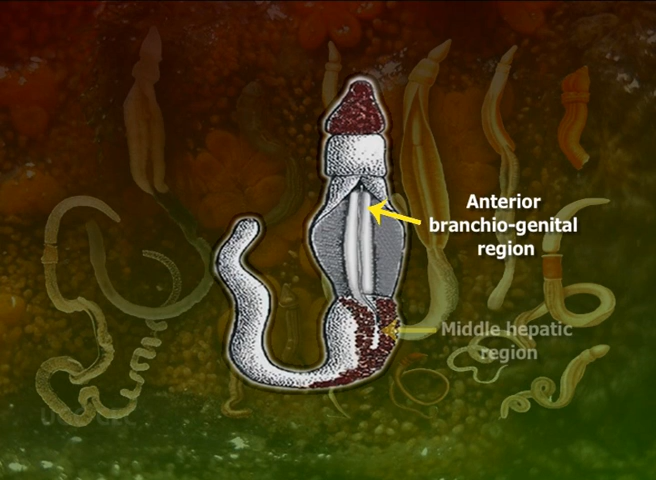 Anterior
branchio-genital
region
Middle hepatic
region